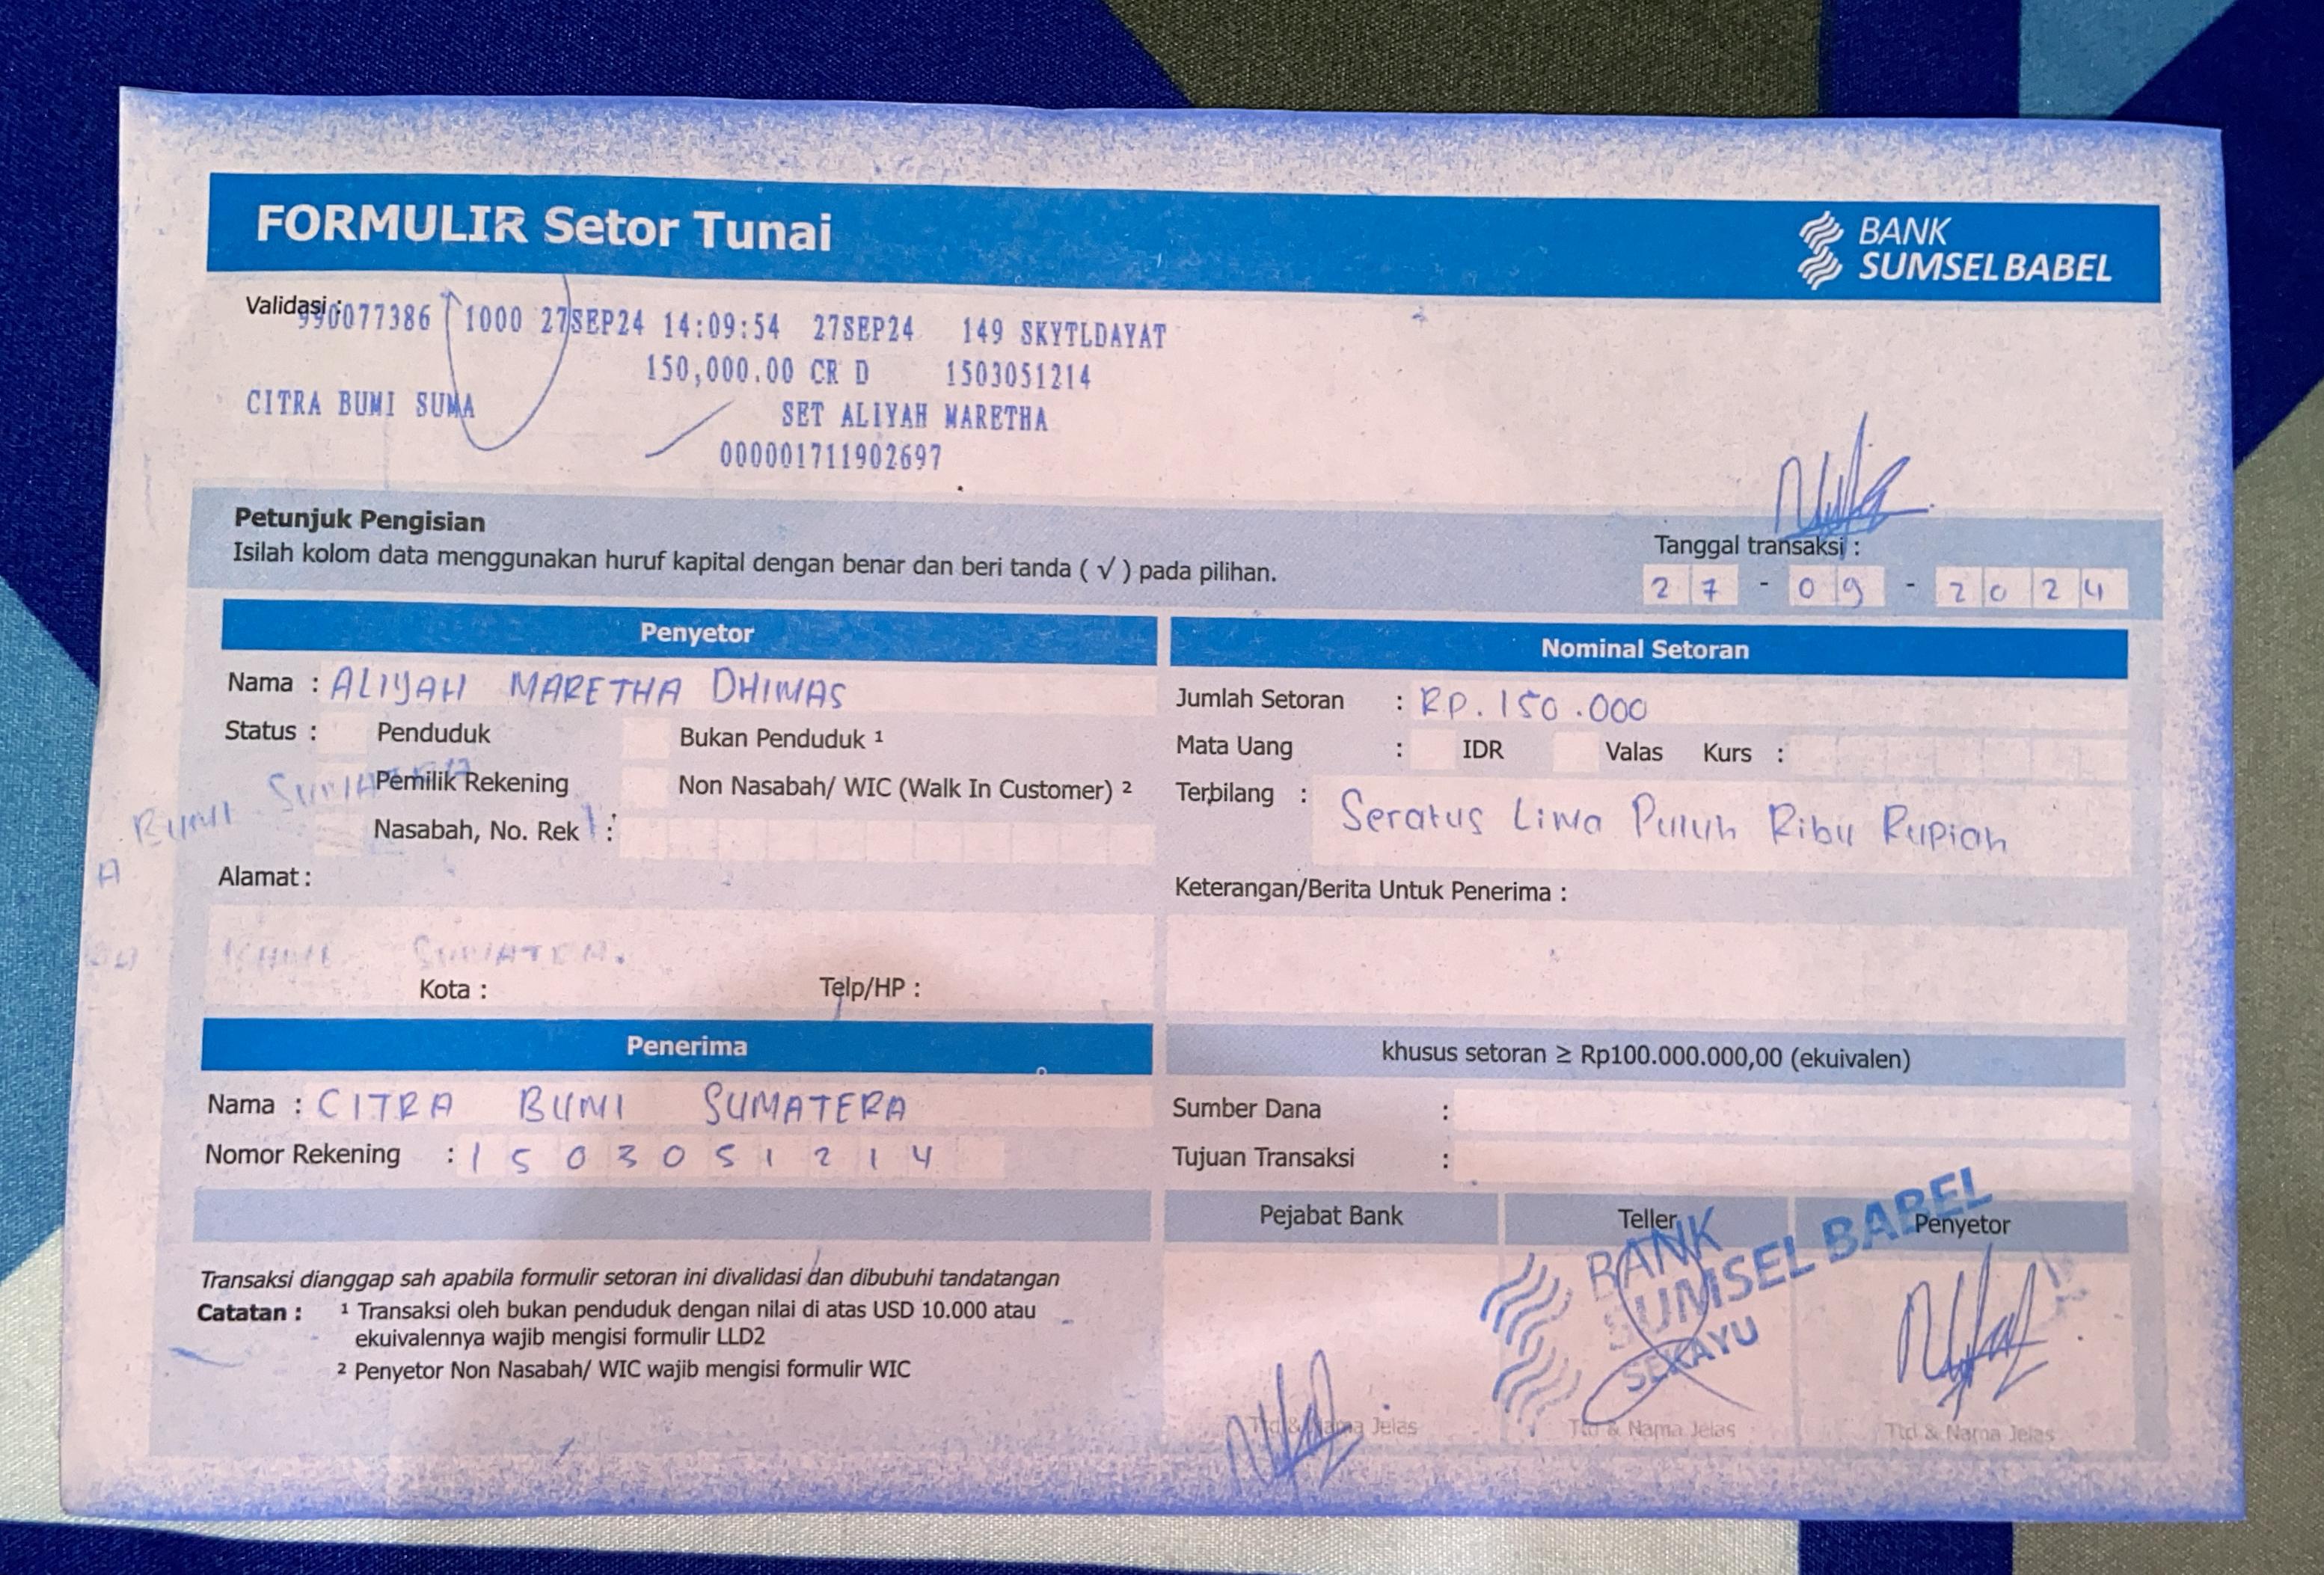 FORMULIR Setor Tunai
BANK
SUMSEL BABEL
Validasi :
990077386 1000 27SEP24 14:09:54 27SEP24 149 SKYTLDAYAT
150,000.00 CR D 1503051214
CITRA BUMI SUMA SET ALIYAH MARETHA
000001711902697
Petunjuk Pengisian
Isilah kolom data menggunakan huruf kapital dengan benar dan beri tanda ( √ ) pada pilihan.
Tanggal transaksi :
27 - 09 - 2024
Penyetor
Nama : ALIYAH MARETHA DHIMAS
Status : Penduduk Bukan Penduduk ¹
Pemilik Rekening Non Nasabah/ WIC (Walk In Customer) ²
BUMI
Nasabah, No. Rek :
Alamat :
Kota : Telp/HP :
Nominal Setoran
Jumlah Setoran : RP. 150.000
Mata Uang : IDR Valas Kurs :
Terbilang : Seratus Lima Puluh Ribu Rupiah
Keterangan/Berita Untuk Penerima :
Penerima
Nama : CITRA BUMI SUMATERA
Nomor Rekening : 1503051214
khusus setoran ≥ Rp100.000.000,00 (ekuivalen)
Sumber Dana :
Tujuan Transaksi :
Transaksi dianggap sah apabila formulir setoran ini divalidasi dan dibubuhi tandatangan
Catatan : ¹ Transaksi oleh bukan penduduk dengan nilai di atas USD 10.000 atau
ekuivalennya wajib mengisi formulir LLD2
² Penyetor Non Nasabah/ WIC wajib mengisi formulir WIC
Pejabat Bank Teller Penyetor
BANK
SUMSEL BABEL
SEKAYU
Ttd & Nama Jelas Ttd & Nama Jelas Ttd & Nama Jelas